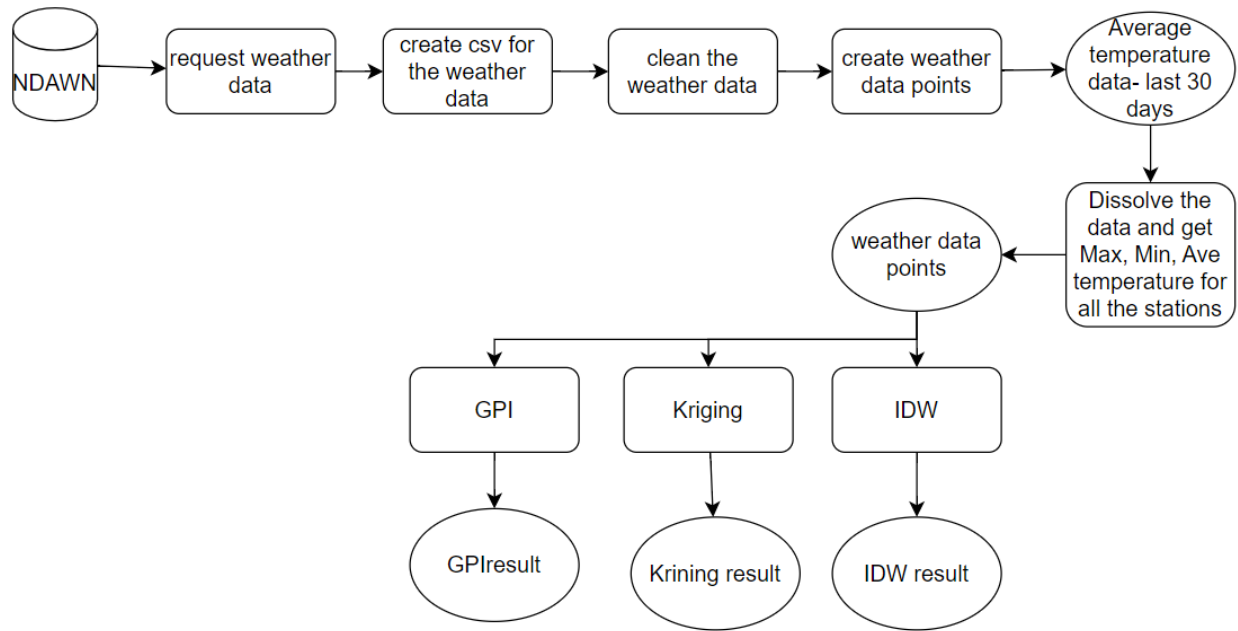 NDAWN
request weather
data
create csv for
the weather
data
clean the
weather data
create weather
data points
Average
temperature
data- last 30
days
Dissolve the
data and get
Max, Min, Ave
temperature for
all the stations
weather data
points
GPI
Kriging
IDW
GPIresult
Krining result
IDW result